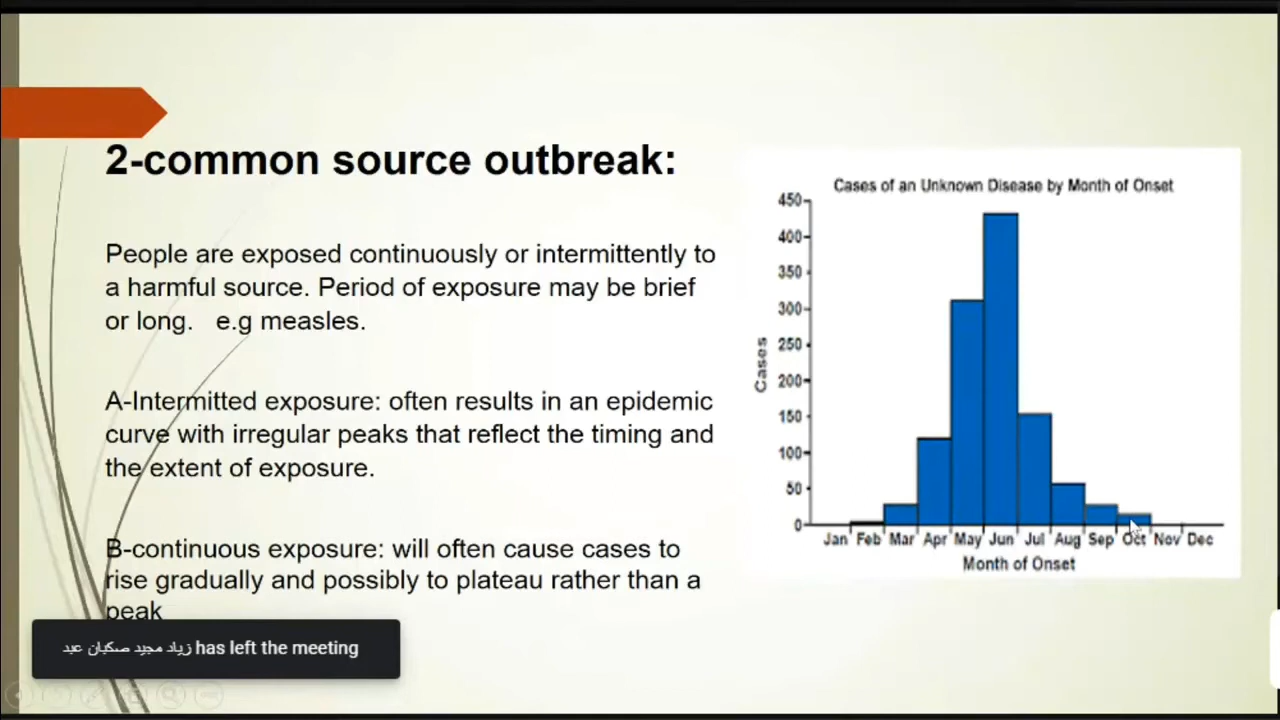 2-common source outbreak:
People are exposed continuously or intermittently to
a harmful source. Period of exposure may be brief
or long. e.g measles.
A-Intermitted exposure: often results in an epidemic
curve with irregular peaks that reflect the timing and
the extent of exposure.
B-continuous exposure: will often cause cases to
rise gradually and possibly to plateau rather than a
peak
Cases of an Unknown Disease by Month of Onset
450
400
350
300
250
200
150
100
50
0
Cases
Jan Feb Mar Apr May Jun Jul Aug Sep Oct Nov Dec
Month of Onset
زياد مجيد صكبان عبد has left the meeting